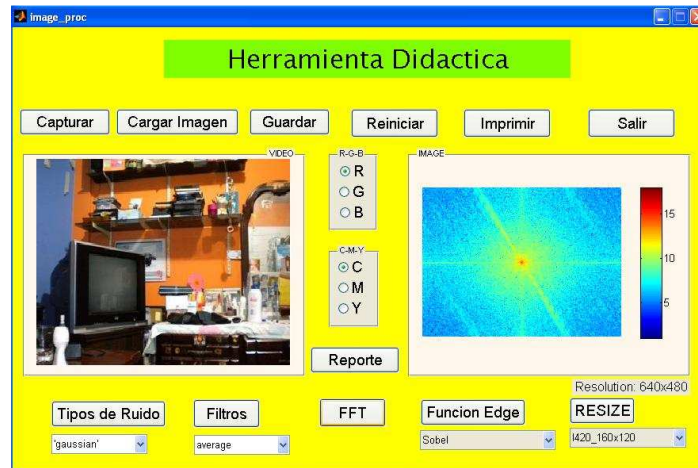 image_proc
Herramienta Didactica
Capturar Cargar Imagen Guardar Reiniciar Imprimir Salir
VIDEO R-G-B IMAGE
R
G
B
15
10
5
C-M-Y
C
M
Y
Reporte
Resolution: 640x480
Tipos de Ruido Filtros FFT Funcion Edge RESIZE
'gaussian' average Sobel I420_160x120